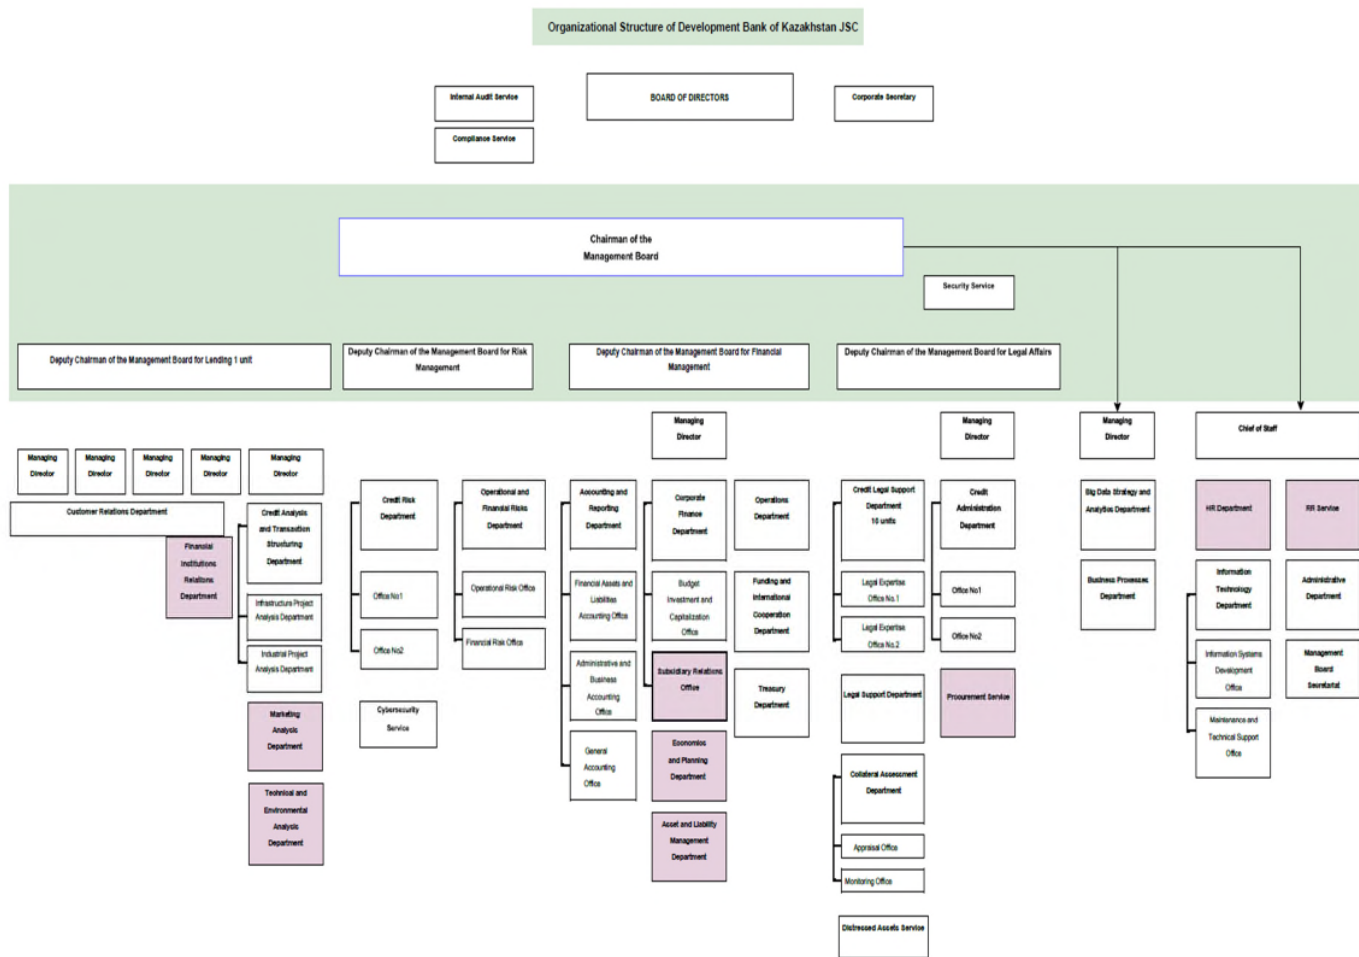 Organizational Structure of Development Bank of Kazakhstan JSC
Internal Audit Service
BOARD OF DIRECTORS
Corporate Secretary
Compliance Service
Chairman of the
Management Board
Security Service
Deputy Chairman of the Management Board for Lending 1 unit
Deputy Chairman of the Management Board for Risk
Management
Deputy Chairman of the Management Board for Financial
Management
Deputy Chairman of the Management Board for Legal Affairs
Managing
Director
Managing
Director
Managing
Director
Chief of Staff
Managing
Director
Managing
Director
Managing
Director
Managing
Director
Managing
Director
Customer Relations Department
Financial
Institutions
Relations
Department
Credit Analysis
and Transaction
Structuring
Department
Infrastructure Project
Analysis Department
Industrial Project
Analysis Department
Marketing
Analysis
Department
Technical and
Environmental
Analysis
Department
Credit Risk
Department
Office No1
Office No2
Cybersecurity
Service
Operational and
Financial Risks
Department
Operational Risk Office
Financial Risk Office
Accounting and
Reporting
Department
Financial Assets and
Liabilities
Accounting Office
Administrative and
Business
Accounting
Office
General
Accounting
Office
Corporate
Finance
Department
Budget
Investment and
Capitalization
Office
Subsidiary Relations
Office
Economics
and Planning
Department
Asset and Liability
Management
Department
Operations
Department
Funding and
International
Cooperation
Department
Treasury
Department
Credit Legal Support
Department
16 units
Legal Expertise
Office No.1
Legal Expertise
Office No.2
Legal Support Department
Collateral Assessment
Department
Appraisal Office
Monitoring Office
Distressed Assets Service
Credit
Administration
Department
Office No1
Office No2
Procurement Service
Big Data Strategy and
Analytics Department
Business Processes
Department
HR Department
Information
Technology
Department
Information Systems
Development
Office
Maintenance and
Technical Support
Office
RR Service
Administrative
Department
Management
Board
Secretariat